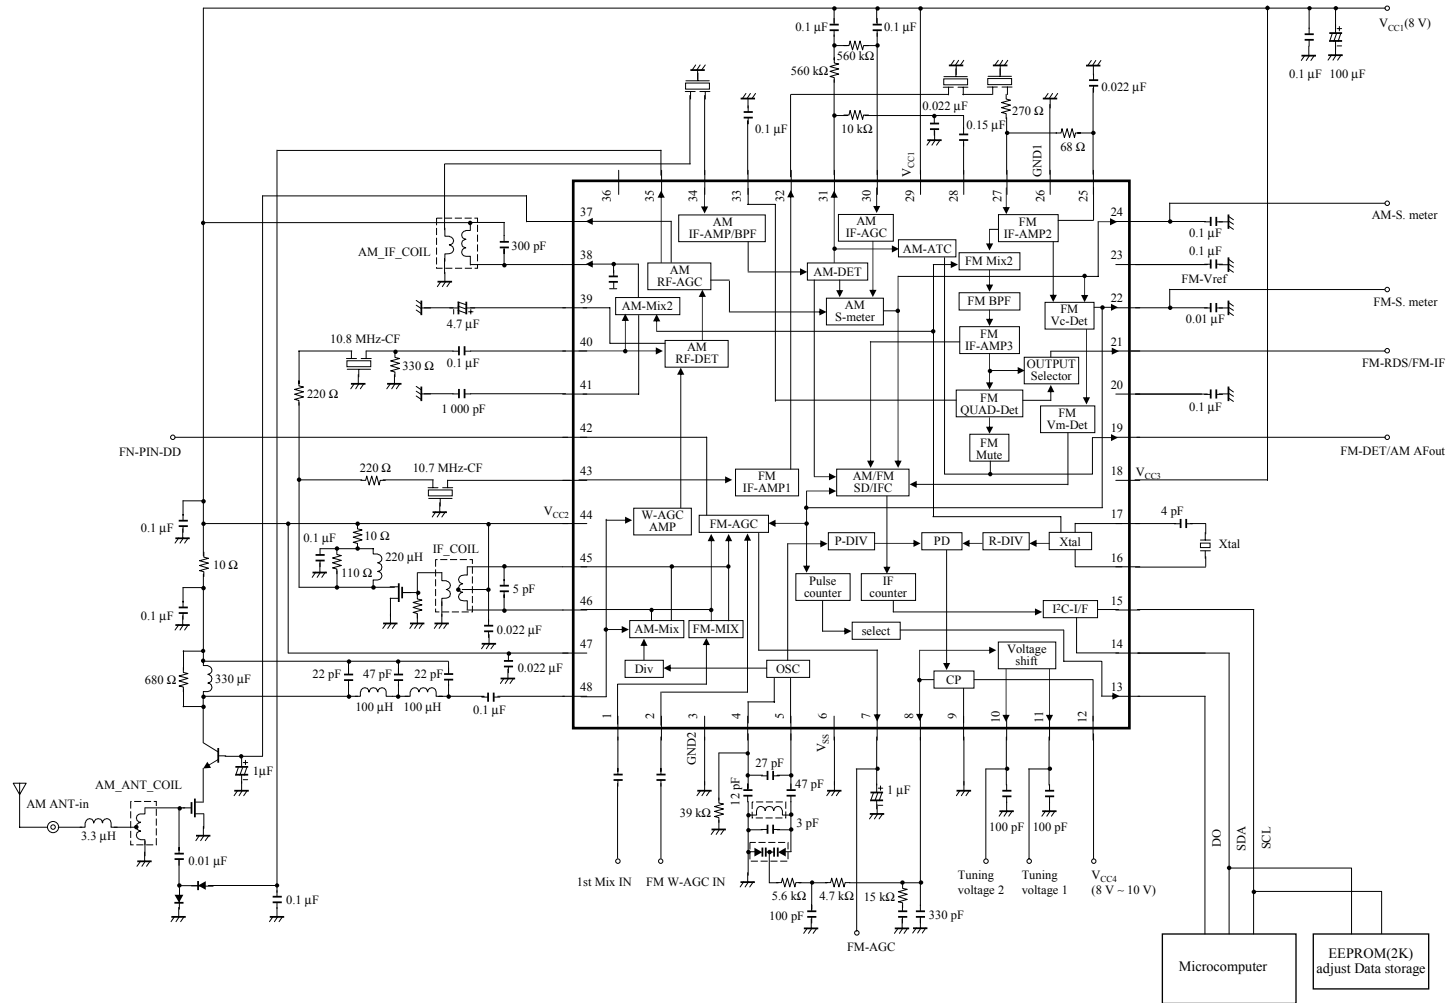 0.1 µF
0.1 µF
VCC1(8 V)
560 kΩ
560 kΩ
0.1 µF
100 µF
0.022 µF
0.022 µF
0.1 µF
10 kΩ
0.15 µF
270 Ω
68 Ω
VCC1
GND1
36
35
34
33
32
31
30
29
28
27
26
25
37
AM_IF_COIL
300 pF
38
39
4.7 µF
10.8 MHz-CF
40
0.1 µF
330 Ω
220 Ω
41
1 000 pF
42
FN-PIN-DD
220 Ω
10.7 MHz-CF
43
VCC2
44
0.1 µF
10 Ω
0.1 µF
10 Ω
220 µH
110 Ω
IF_COIL
45
5 pF
46
0.1 µF
0.022 µF
47
0.022 µF
680 Ω
330 µF
22 pF
47 pF
22 pF
48
100 µH
100 µH
0.1 µF
1µF
AM_ANT_COIL
AM ANT-in
3.3 µH
0.01 µF
0.1 µF
AM
IF-AMP/BPF
AM
IF-AGC
FM
IF-AMP2
AM-ATC
AM
RF-AGC
AM-DET
FM Mix2
AM-Mix2
AM
S-meter
FM BPF
FM
Vc-Det
AM
RF-DET
FM
IF-AMP3
OUTPUT
Selector
FM
QUAD-Det
FM
Vm-Det
FM
Mute
FM
IF-AMP1
AM/FM
SD/IFC
W-AGC
AMP
FM-AGC
P-DIV
PD
R-DIV
Xtal
Pulse
counter
IF
counter
I²C-I/F
select
AM-Mix
FM-MIX
Voltage
shift
Div
OSC
CP
24
AM-S. meter
0.1 µF
23
0.1 µF
FM-Vref
22
FM-S. meter
0.01 µF
21
FM-RDS/FM-IF
20
0.1 µF
19
FM-DET/AM AFout
18
VCC3
17
4 pF
Xtal
16
15
14
13
1
2
3
4
5
6
7
8
9
10
11
12
GND2
VSS
27 pF
12 pF
47 pF
39 kΩ
3 pF
1 µF
100 pF
100 pF
1st Mix IN
FM W-AGC IN
5.6 kΩ
4.7 kΩ
15 kΩ
100 pF
330 pF
FM-AGC
Tuning
voltage 2
Tuning
voltage 1
VCC4
(8 V ~ 10 V)
DO
SDA
SCL
Microcomputer
EEPROM(2K)
adjust Data storage